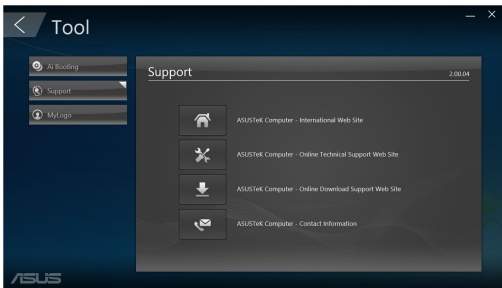 Tool
Ai Booting
Support
MyLogo
Support
2.00.04
ASUSTeK Computer - International Web Site
ASUSTeK Computer - Online Technical Support Web Site
ASUSTeK Computer - Online Download Support Web Site
ASUSTeK Computer - Contact Information
ASUS